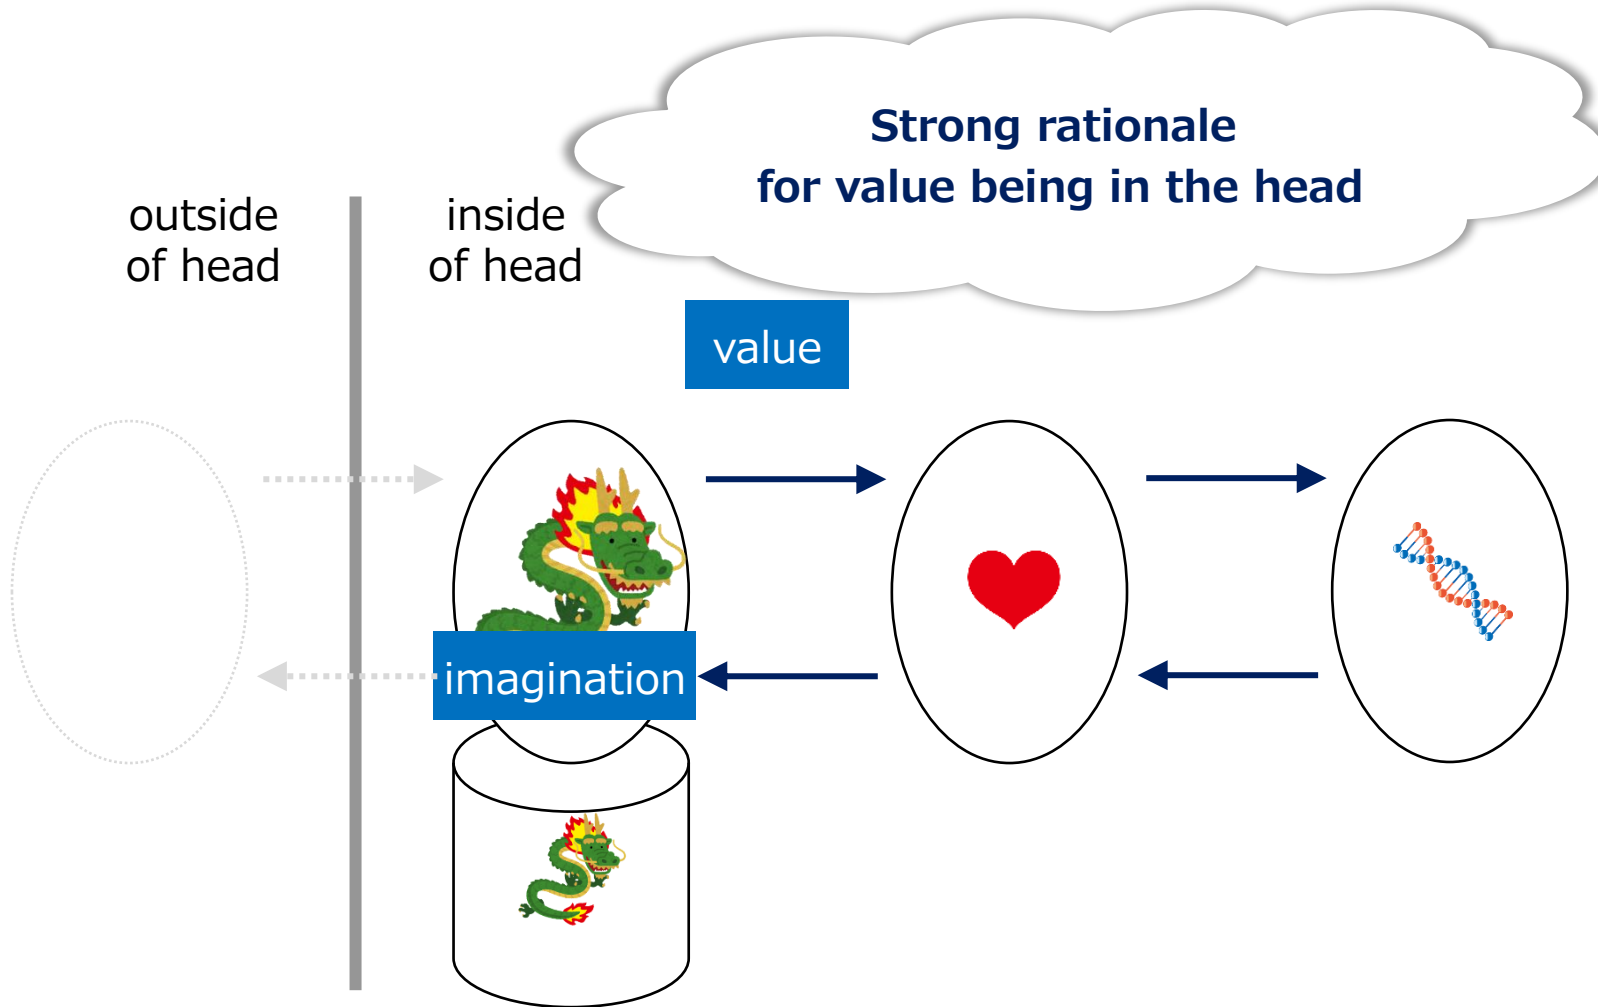 Strong rationale
for value being in the head
outside
of head
inside
of head
value
imagination